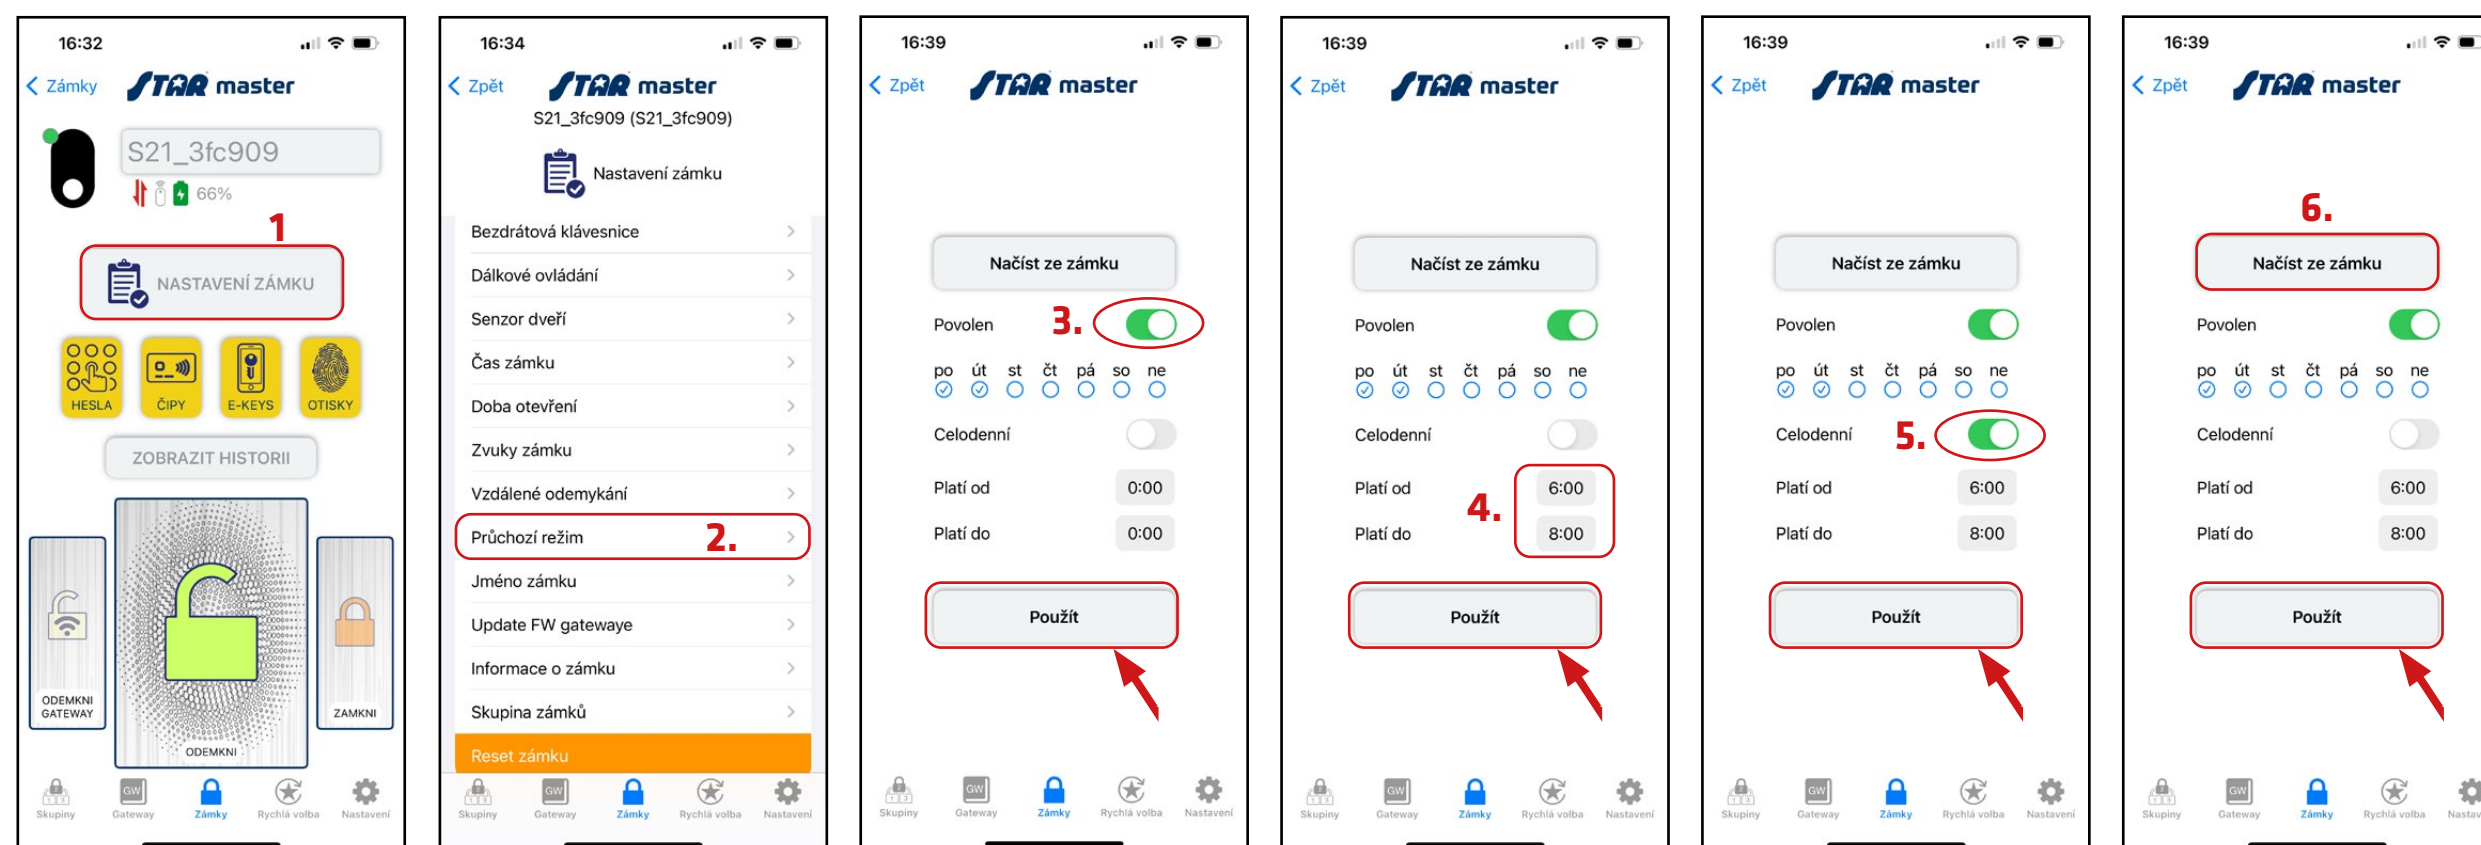 16:32
Zámky
STAR master
S21_3fc909
66%
1
NASTAVENÍ ZÁMKU
HESLA
ČIPY
E-KEYS
OTISKY
ZOBRAZIT HISTORII
ODEMKNI
GATEWAY
ODEMKNI
ZAMKNI
Skupiny
GW
Gateway
Zámky
Rychlá volba
Nastavení
16:34
Zpět
STAR master
S21_3fc909 (S21_3fc909)
Nastavení zámku
Bezdrátová klávesnice
Dálkové ovládání
Senzor dveří
Čas zámku
Doba otevření
Zvuky zámku
Vzdálené odemykání
Průchozí režim
2.
Jméno zámku
Update FW gatewaye
Informace o zámku
Skupina zámků
Reset zámku
Skupiny
GW
Gateway
Zámky
Rychlá volba
Nastavení
16:39
Zpět
STAR master
Načíst ze zámku
Povolen
3.
po út st čt pá so ne
Celodenní
Platí od 0:00
Platí do 0:00
Použít
Skupiny
GW
Gateway
Zámky
Rychlá volba
Nastavení
16:39
Zpět
STAR master
Načíst ze zámku
Povolen
po út st čt pá so ne
Celodenní
Platí od 6:00
4.
Platí do 8:00
Použít
Skupiny
GW
Gateway
Zámky
Rychlá volba
Nastavení
16:39
Zpět
STAR master
Načíst ze zámku
Povolen
po út st čt pá so ne
Celodenní
5.
Platí od 6:00
Platí do 8:00
Použít
Skupiny
GW
Gateway
Zámky
Rychlá volba
Nastavení
16:39
Zpět
STAR master
6.
Načíst ze zámku
Povolen
po út st čt pá so ne
Celodenní
Platí od 6:00
Platí do 8:00
Použít
Skupiny
GW
Gateway
Zámky
Rychlá volba
Nastav